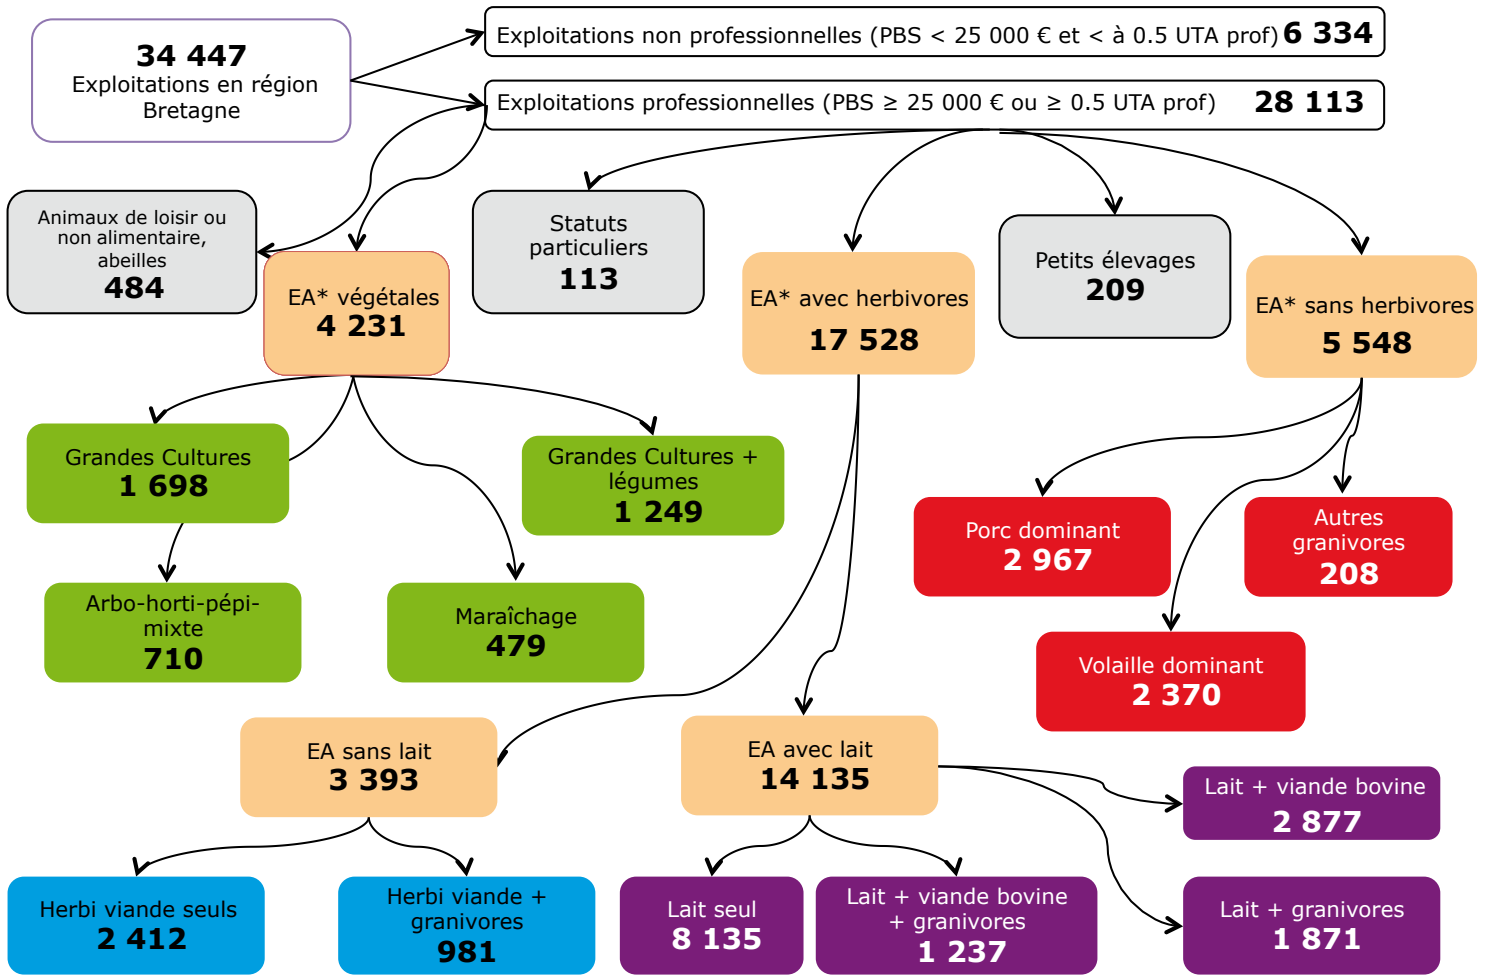 34 447
Exploitations en région
Bretagne
Exploitations non professionnelles (PBS < 25 000 € et < à 0.5 UTA prof) 6 334
Exploitations professionnelles (PBS ≥ 25 000 € ou ≥ 0.5 UTA prof) 28 113
Animaux de loisir ou
non alimentaire,
abeilles
484
EA* végétales
4 231
Statuts
particuliers
113
EA* avec herbivores
17 528
Petits élevages
209
EA* sans herbivores
5 548
Grandes Cultures
1 698
Grandes Cultures +
légumes
1 249
Arbo-horti-pépi-
mixte
710
Maraîchage
479
Porc dominant
2 967
Autres
granivores
208
Volaille dominant
2 370
EA sans lait
3 393
EA avec lait
14 135
Lait + viande bovine
2 877
Herbi viande seuls
2 412
Herbi viande +
granivores
981
Lait seul
8 135
Lait + viande bovine
+ granivores
1 237
Lait + granivores
1 871